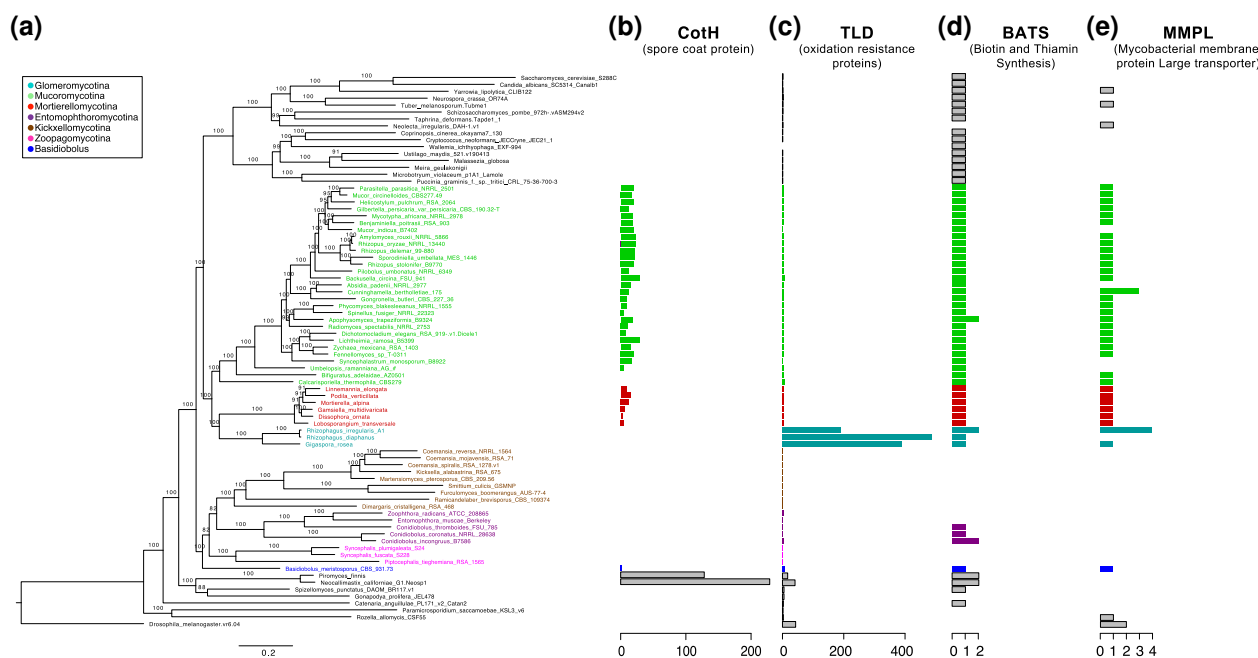 (a)
(b)
(c)
(d)
(e)
CotH
(spore coat protein)
TLD
(oxidation resistance
proteins)
BATS
(Biotin and Thiamin
Synthesis)
MMPL
(Mycobacterial membrane
protein Large transporter)
Glomeromycotina
Mucoromycotina
Mortierellomycotina
Entomophthoromycotina
Kickxellomycotina
Zoopagomycotina
Basidiobolus
Saccharomyces_cerevisiae_S288C
Candida_albicans_SC5314_Canalb1
Yarrowia_lipolytica_CLIB122
Neurospora_crassa_OR74A
Tuber_melanosporum.Tubme1
Schizosaccharomyces_pombe_972h-.vASM294v2
Taphrina_deformans.Tapde1_1
Neolecta_irregularis_DAH-1.v1
Coprinopsis_cinerea_okayama7_130
Cryptococcus_neoformans_JECCryne_JEC21_1
Wallemia_ichthyophaga_EXF-994
Ustilago_maydis_521.v190413
Malassezia_globosa
Meira_geulakonigii
Microbotryum_violaceum_p1A1_Lamole
Puccinia_graminis_f._sp._tritici_CRL_75-36-700-3
Parasitella_parasitica_NRRL_2501
Mucor_circinelloides_CBS277.49
Helicostylum_pulchrum_RSA_2064
Gilbertella_persicaria_var_persicaria_CBS_190.32-T
Mycotypha_africana_NRRL_2978
Benjaminiella_poitrasii_RSA_903
Mucor_indicus_B7402
Amylomyces_rouxii_NRRL_5866
Rhizopus_oryzae_NRRL_13440
Rhizopus_delemar_99-880
Sporodiniella_umbellata_MES_1446
Rhizopus_stolonifer_B9770
Pilobolus_umbonatus_NRRL_6349
Backusella_circina_FSU_941
Absidia_padenii_NRRL_2977
Cunninghamella_bertholletiae_175
Gongronella_butleri_CBS_227_36
Phycomyces_blakesleeanus_NRRL_1555
Spinellus_fusiger_NRRL_22323
Apophysomyces_trapeziformis_B9324
Radiomyces_spectabilis_NRRL_2753
Dichotomocladium_elegans_RSA_919-.v1.Dicele1
Lichtheimia_ramosa_B5399
Zychaea_mexicana_RSA_1403
Fennellomyces_sp_T-0311
Syncephalastrum_monosporum_B8922
Umbelopsis_ramanniana_AG_#
Bifiguratus_adelaidae_AZ0501
Calcarisporiella_thermophila_CBS279
Linnemannia_elongata
Podila_verticillata
Mortierella_alpina
Gamsiella_multidivaricata
Dissophora_ornata
Lobosporangium_transversale
Rhizophagus_irregularis_A1
Rhizophagus_diaphanus
Gigaspora_rosea
Coemansia_reversa_NRRL_1564
Coemansia_mojavensis_RSA_71
Coemansia_spiralis_RSA_1278.v1
Kickxella_alabastrina_RSA_675
Martensiomyces_pterosporus_CBS_209.56
Smittium_culicis_GSMNP
Furculomyces_boomerangus_AUS-77-4
Ramicandelaber_brevisporus_CBS_109374
Dimargaris_cristalligena_RSA_468
Zoophthora_radicans_ATCC_208865
Entomophthora_muscae_Berkeley
Conidiobolus_thromboides_FSU_785
Conidiobolus_coronatus_NRRL_28638
Conidiobolus_incongruus_B7586
Syncephalis_plumigaleata_S24
Syncephalis_fuscata_S228
Piptocephalis_tieghemiana_RSA_1565
Basidiobolus_meristosporus_CBS_931.73
Piromyces_finnis
Neocallimastix_californiae_G1.Neosp1
Spizellomyces_punctatus_DAOM_BR117.v1
Gonapodya_prolifera_JEL478
Catenaria_anguillulae_PL171_v2_Catan2
Paramicrosporidium_saccamoebae_KSL3_v6
Rozella_allomycis_CSF55
Drosophila_melanogaster.vr6.04
0.2
0 100 200
0 200 400
0 1 2
0 1 2 3 4